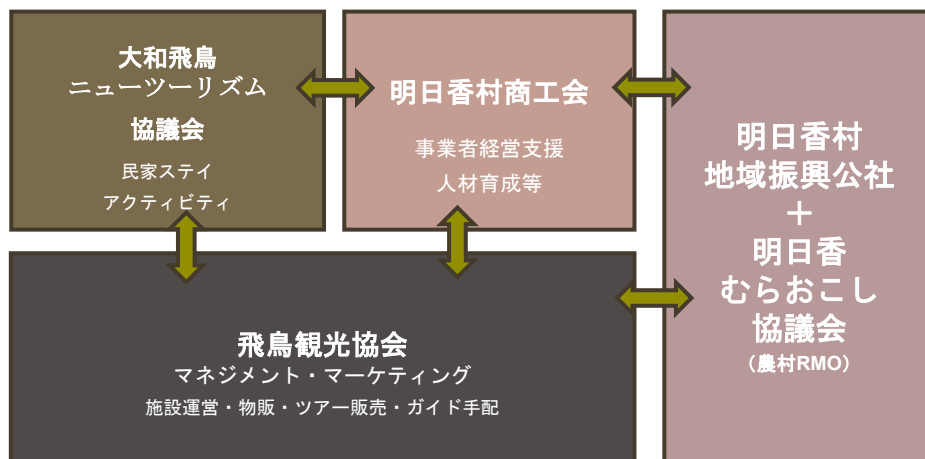 大和飛鳥
ニューツーリズム
協議会
民家ステイ
アクティビティ
明日香村商工会
事業者経営支援
人材育成等
明日香村
地域振興公社
＋
明日香
むらおこし
協議会
（農村RMO）
飛鳥観光協会
マネジメント・マーケティング
施設運営・物販・ツアー販売・ガイド手配